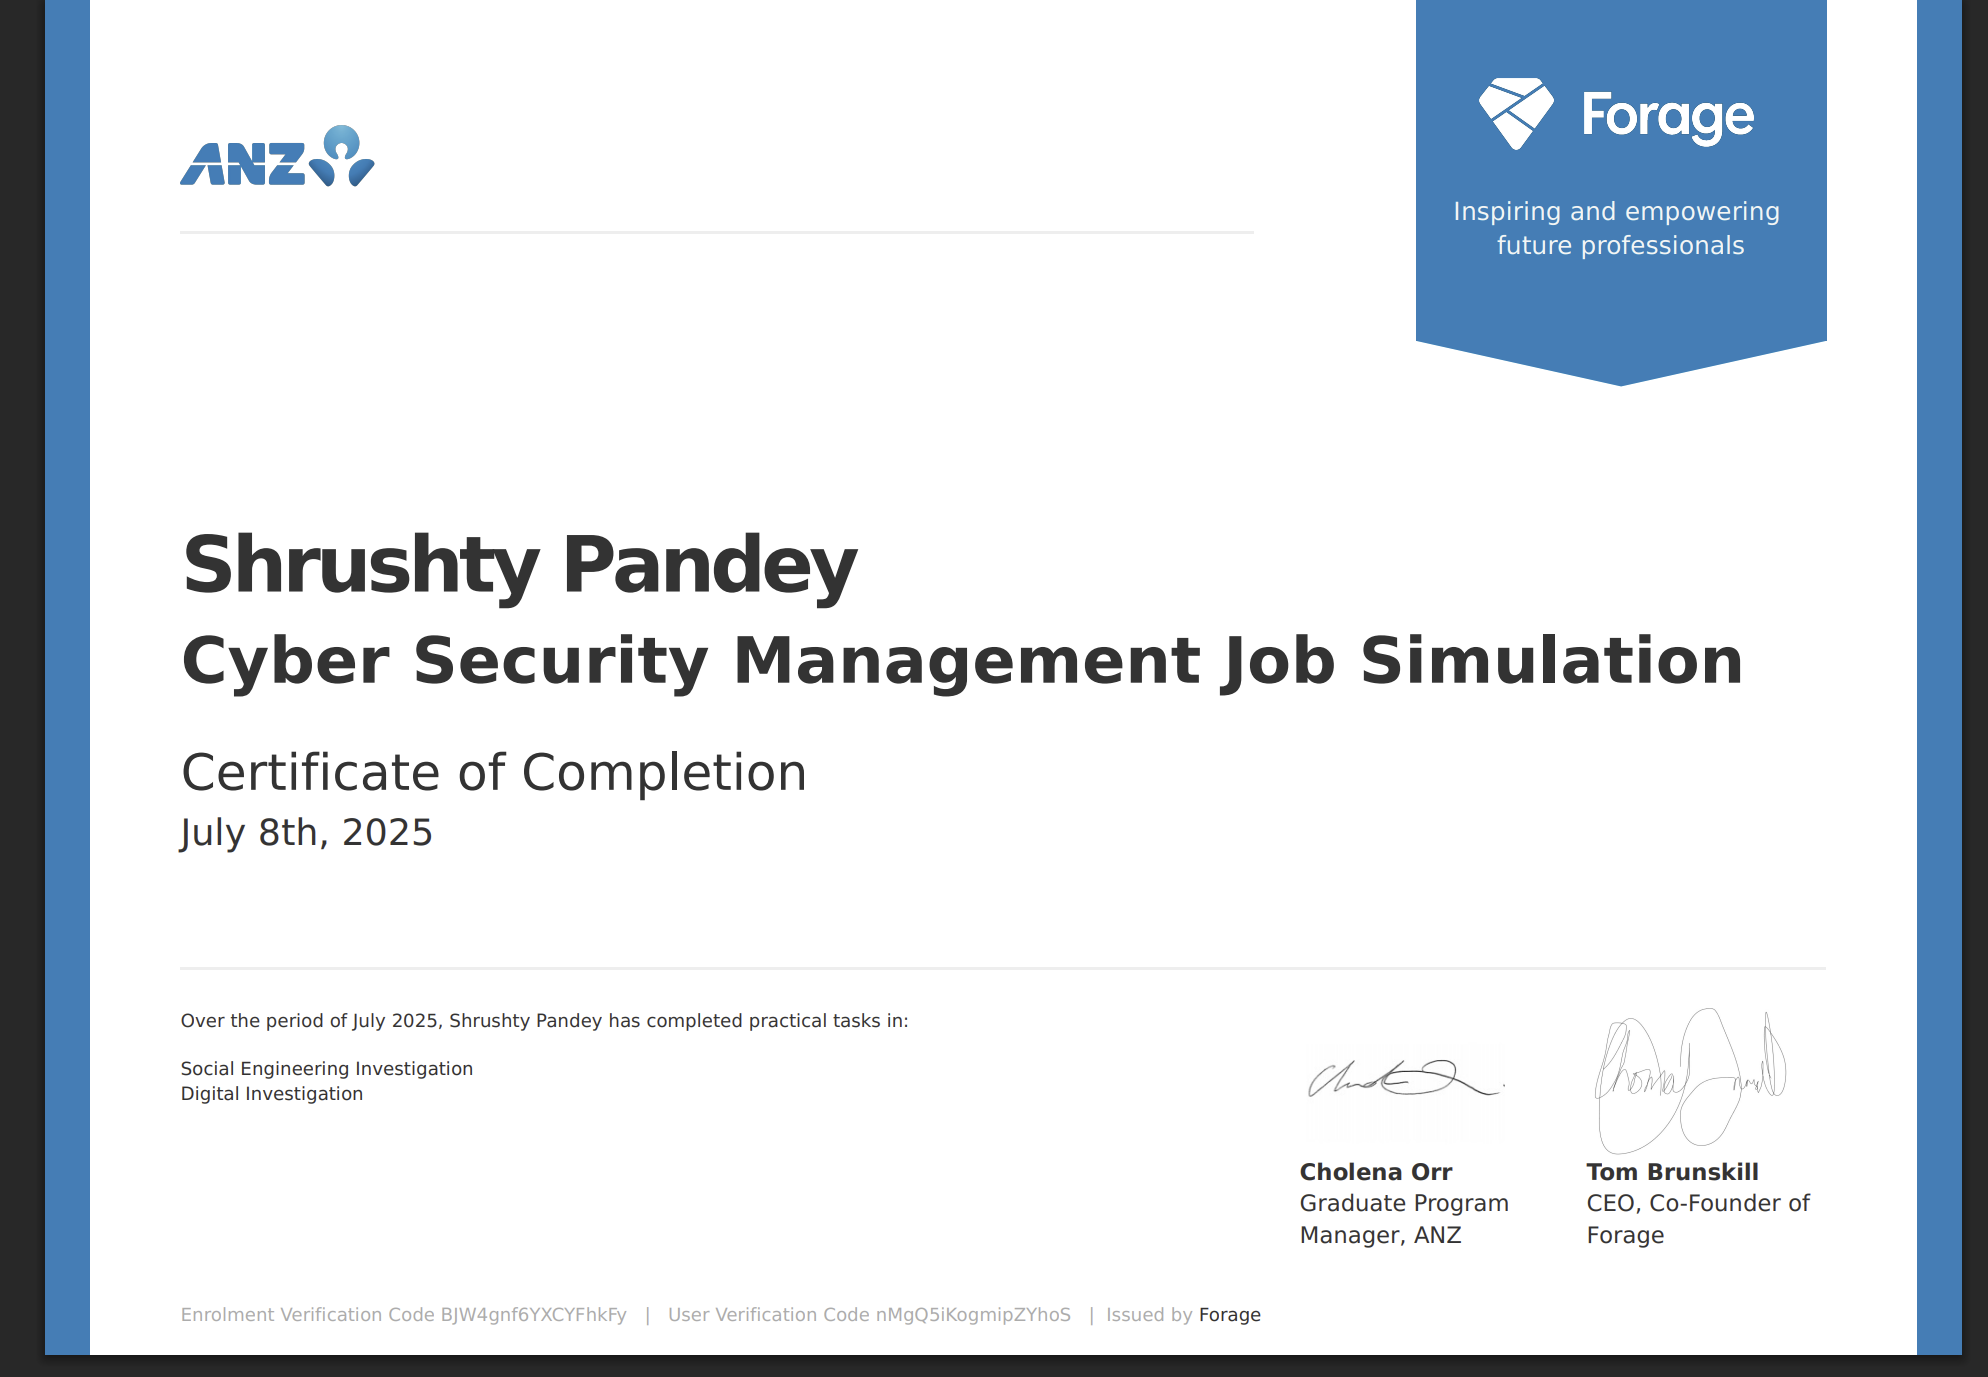 ANZ
Forage
Inspiring and empowering
future professionals
Shrushty Pandey
Cyber Security Management Job Simulation
Certificate of Completion
July 8th, 2025
Over the period of July 2025, Shrushty Pandey has completed practical tasks in:
Social Engineering Investigation
Digital Investigation
Cholena Orr
Graduate Program
Manager, ANZ
Tom Brunskill
CEO, Co-Founder of
Forage
Enrolment Verification Code BJW4gnf6YXCYFhkFy | User Verification Code nMgQ5iKogmipZYhoS | Issued by Forage